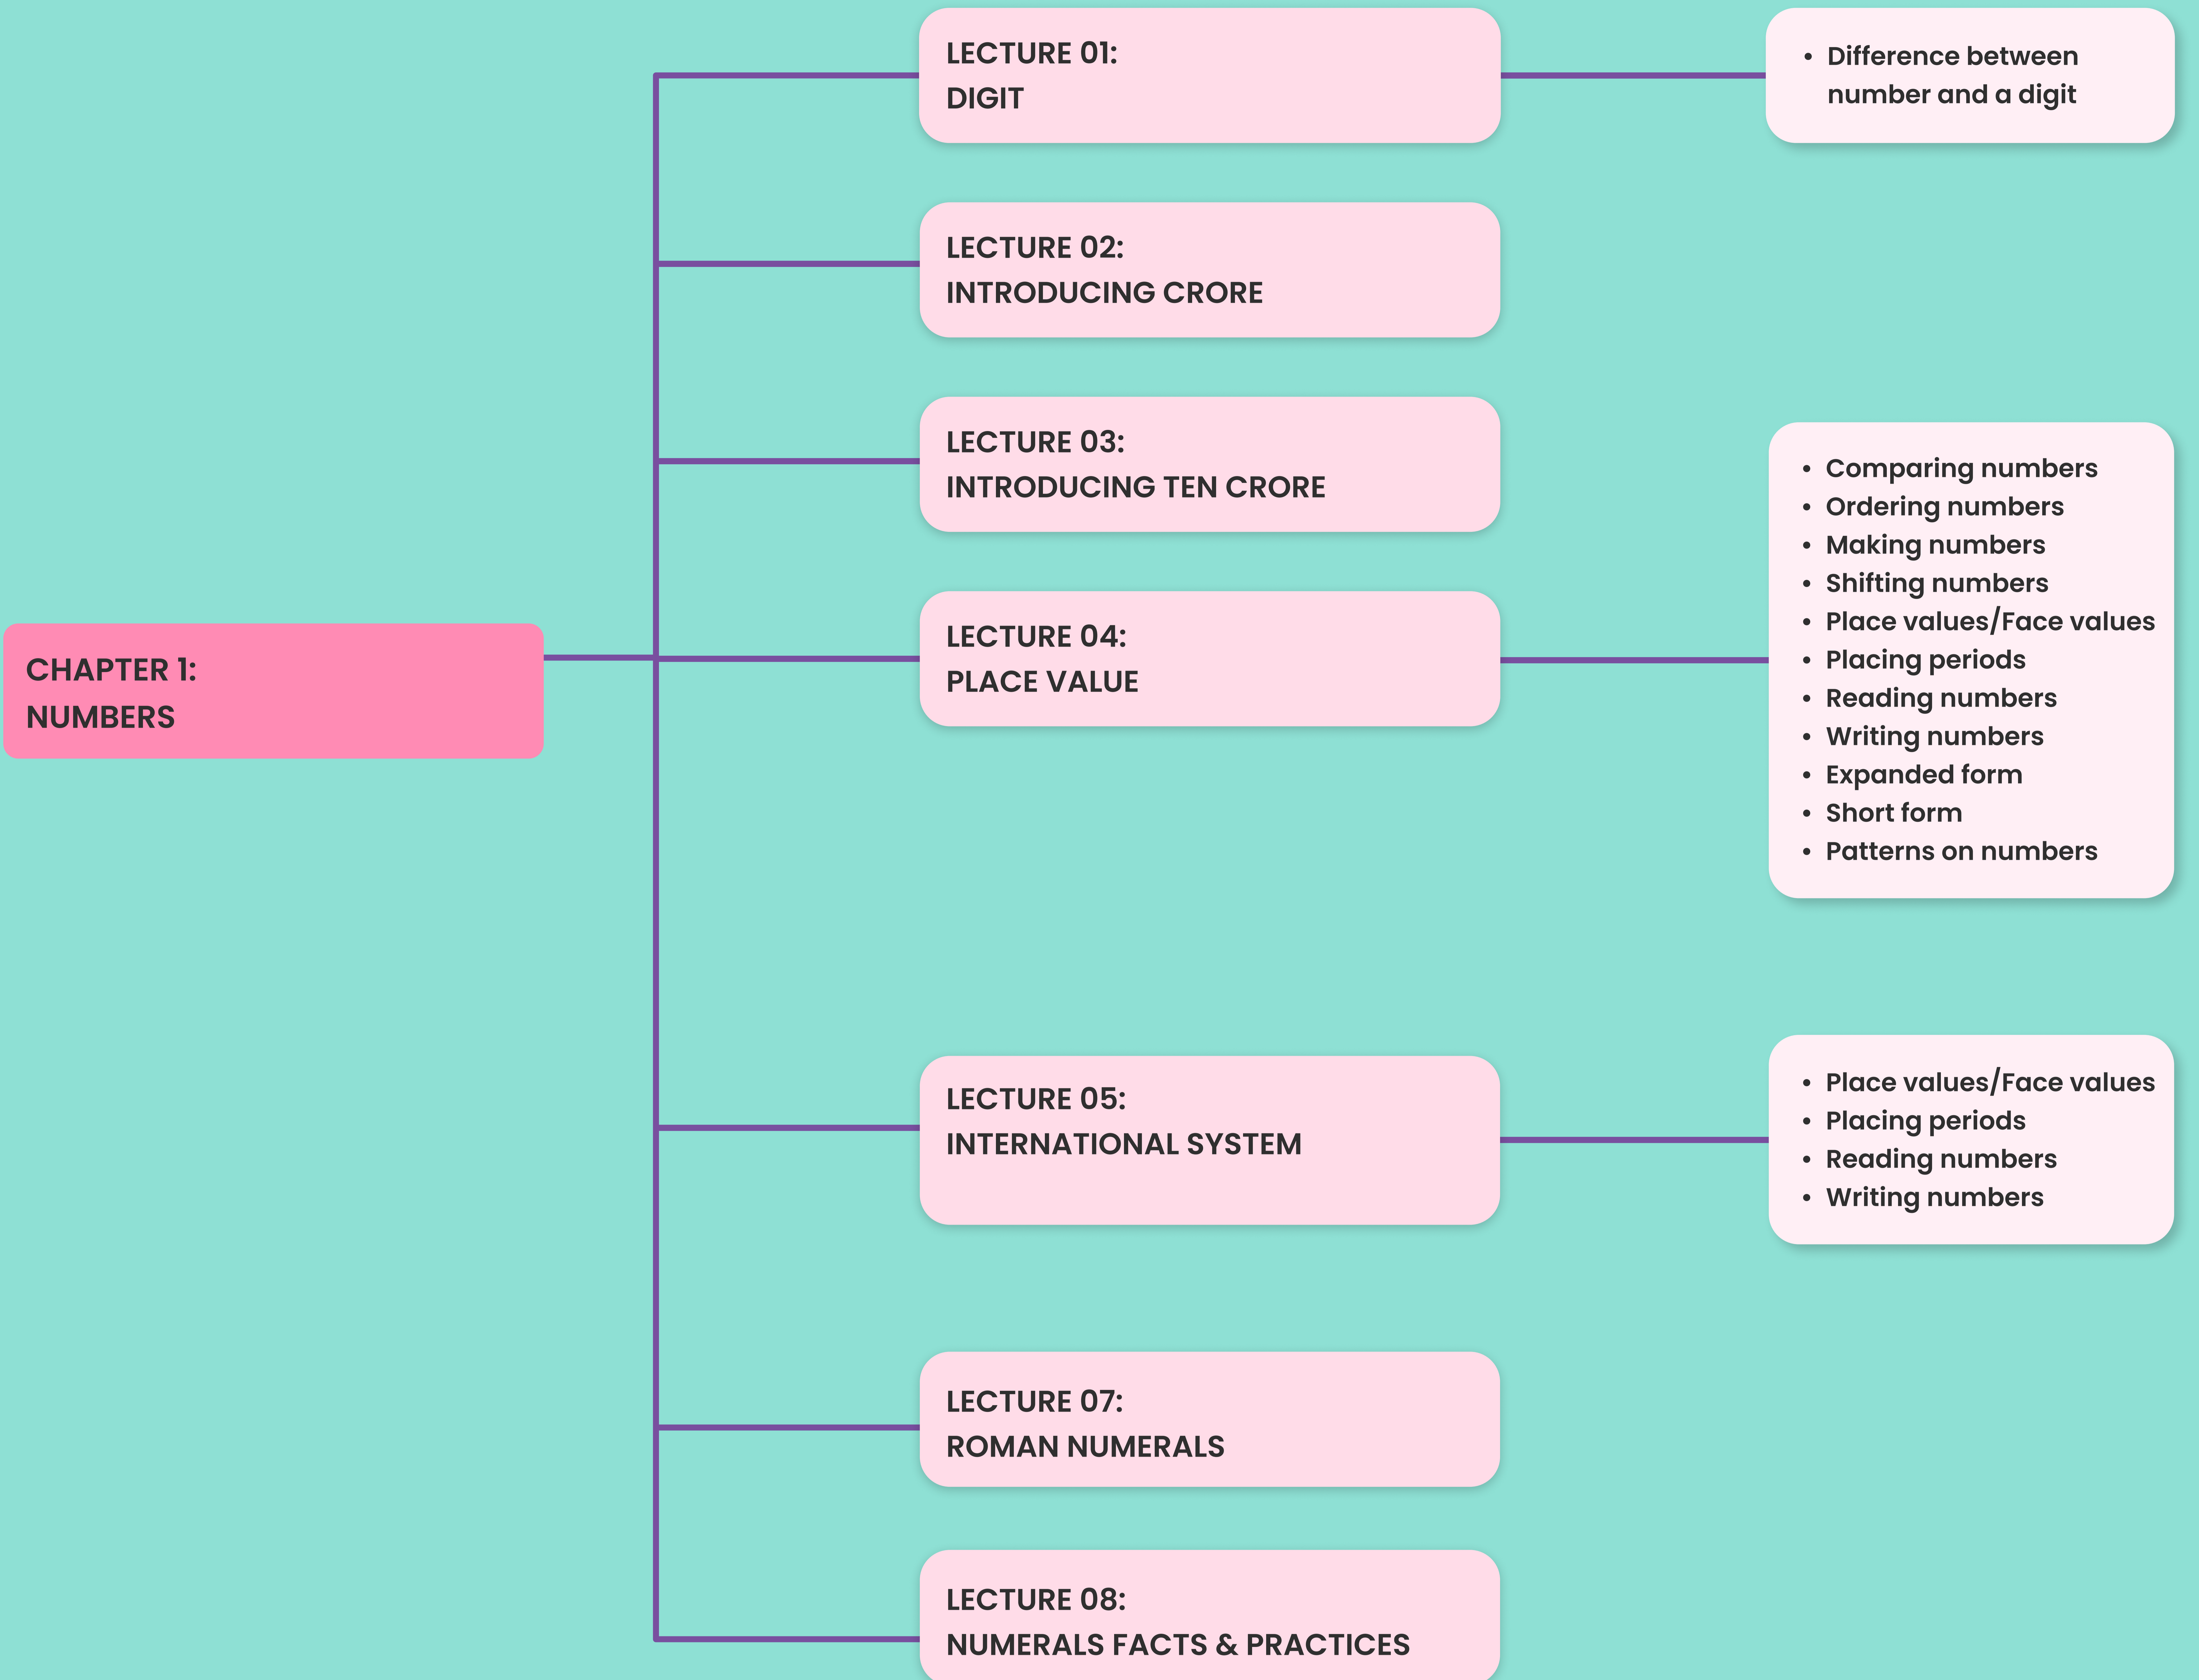 CHAPTER 1:
NUMBERS
LECTURE 01:
DIGIT
• Difference between
number and a digit
LECTURE 02:
INTRODUCING CRORE
LECTURE 03:
INTRODUCING TEN CRORE
LECTURE 04:
PLACE VALUE
• Comparing numbers
• Ordering numbers
• Making numbers
• Shifting numbers
• Place values/Face values
• Placing periods
• Reading numbers
• Writing numbers
• Expanded form
• Short form
• Patterns on numbers
LECTURE 05:
INTERNATIONAL SYSTEM
• Place values/Face values
• Placing periods
• Reading numbers
• Writing numbers
LECTURE 07:
ROMAN NUMERALS
LECTURE 08:
NUMERALS FACTS & PRACTICES